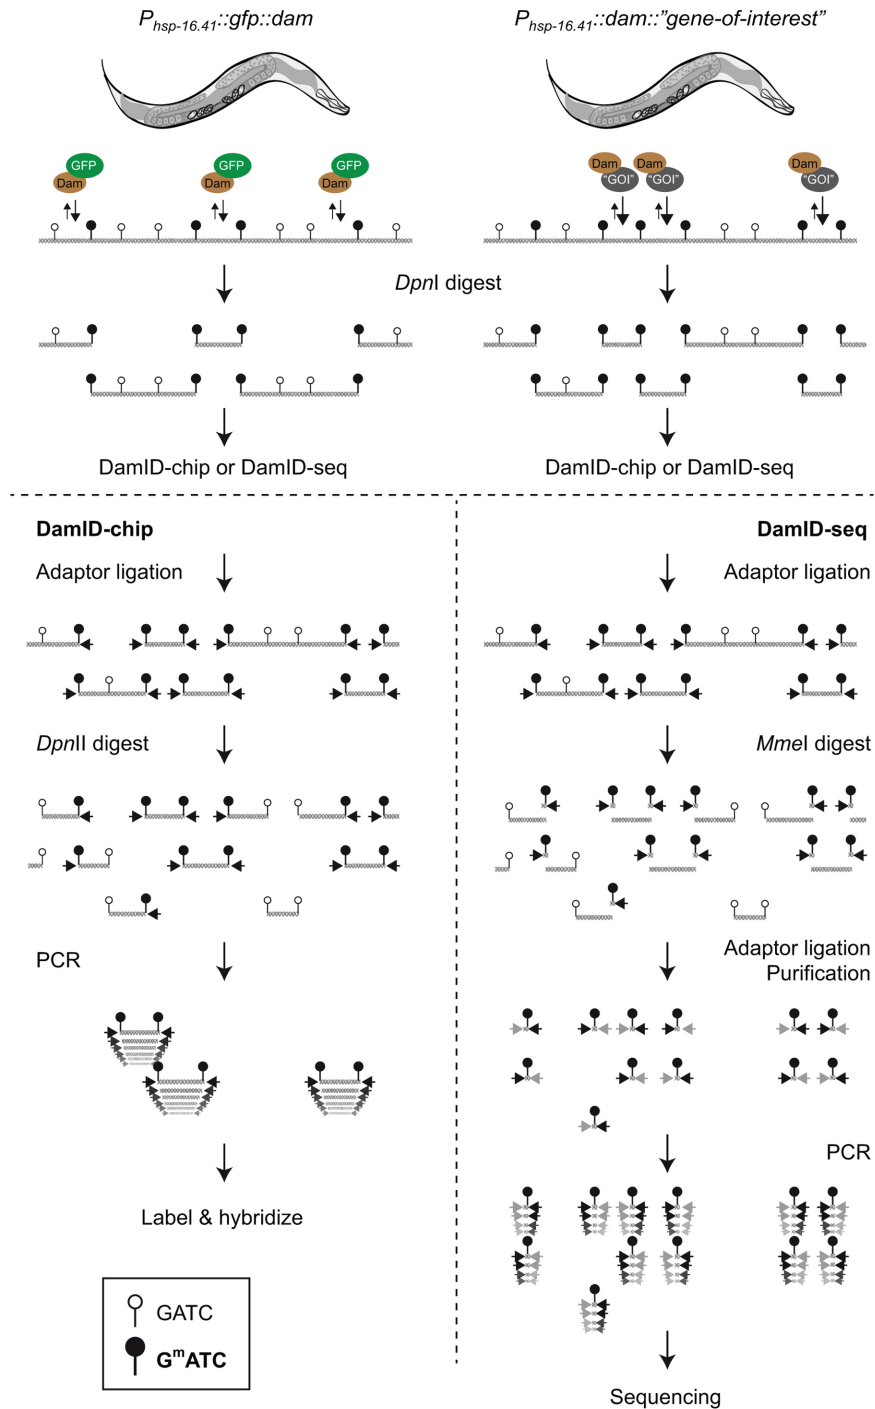 Phsp-16.41::gfp::dam
Phsp-16.41::dam::”gene-of-interest”
GFP
Dam
GFP
Dam
GFP
Dam
Dam
“GOI”
Dam
“GOI”
Dam
“GOI”
DpnI digest
DamID-chip or DamID-seq
DamID-chip or DamID-seq
DamID-chip
Adaptor ligation
DpnII digest
PCR
Label & hybridize
GATC
GmATC
DamID-seq
Adaptor ligation
MmeI digest
Adaptor ligation
Purification
PCR
Sequencing